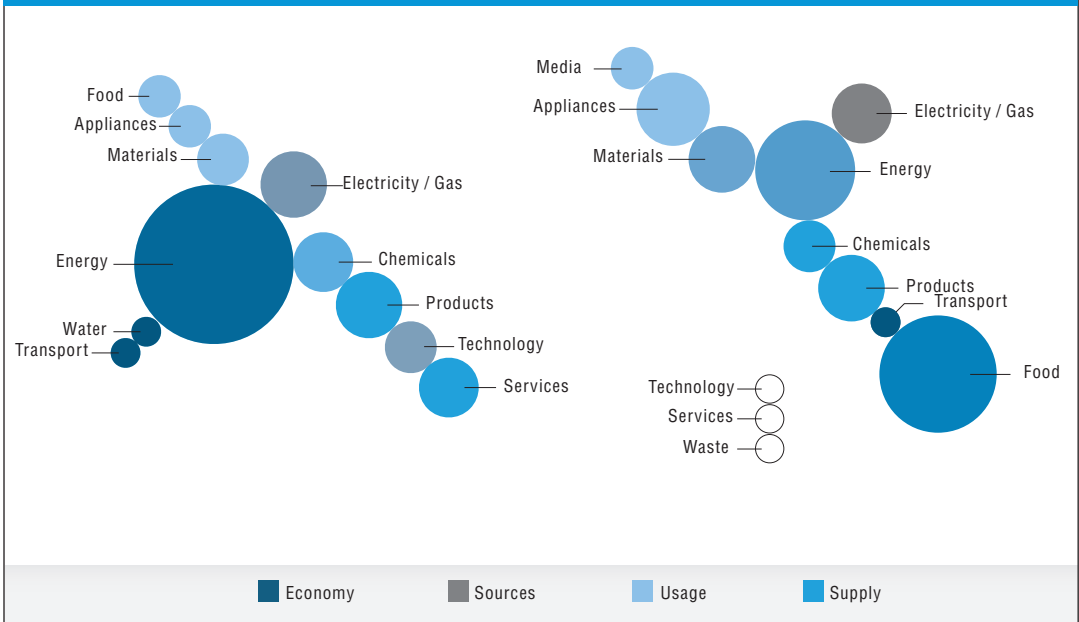 Food
Appliances
Materials
Electricity / Gas
Energy
Chemicals
Products
Water
Transport
Technology
Services
Media
Appliances
Electricity / Gas
Materials
Energy
Chemicals
Products
Transport
Food
Technology
Services
Waste
Economy
Sources
Usage
Supply